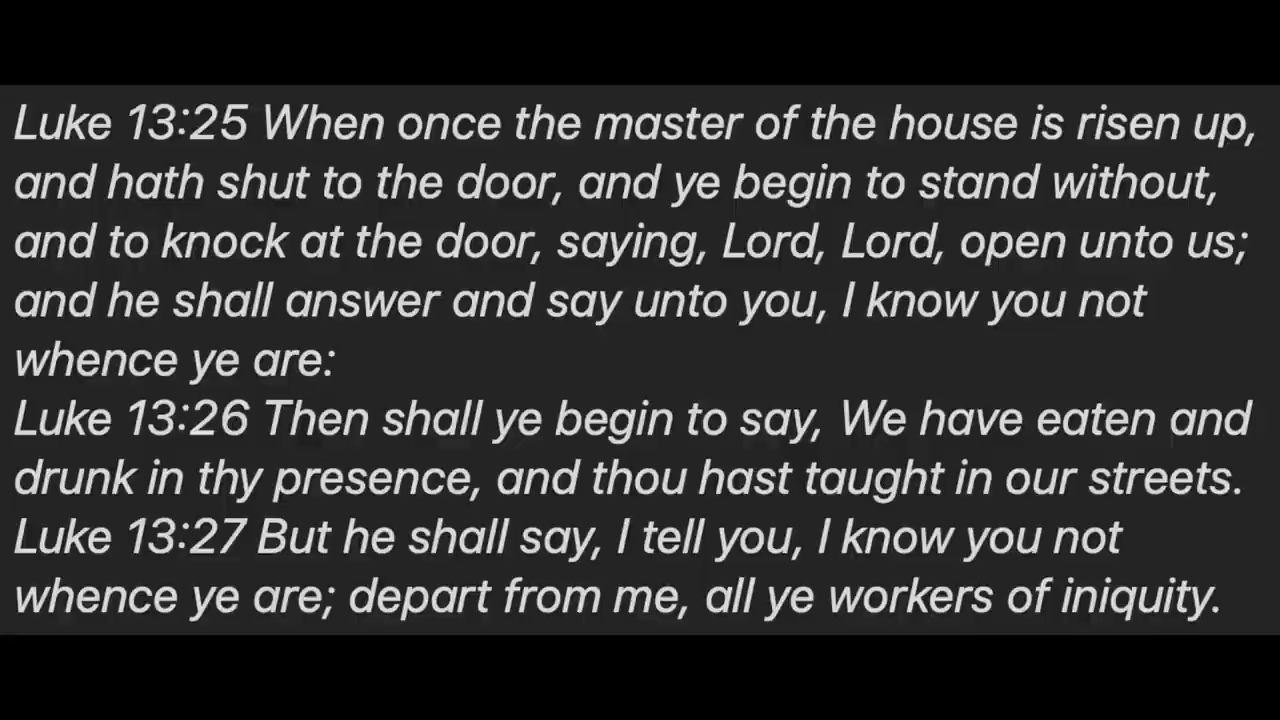 Luke 13:25 When once the master of the house is risen up,
and hath shut to the door, and ye begin to stand without,
and to knock at the door, saying, Lord, Lord, open unto us;
and he shall answer and say unto you, I know you not
whence ye are:
Luke 13:26 Then shall ye begin to say, We have eaten and
drunk in thy presence, and thou hast taught in our streets.
Luke 13:27 But he shall say, I tell you, I know you not
whence ye are; depart from me, all ye workers of iniquity.